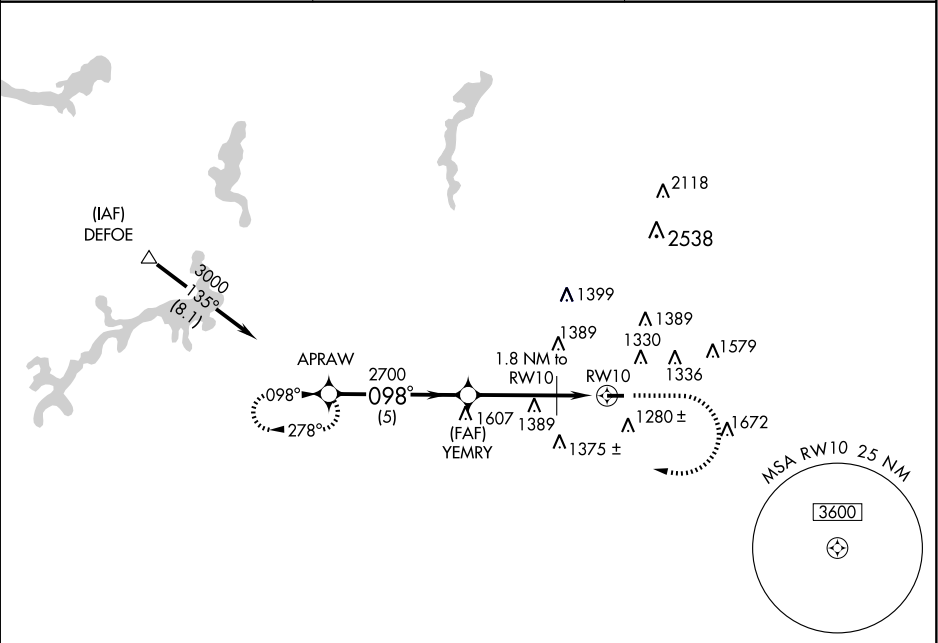 2118
2538
(IAF)
DEFOE
3000
135°
(8.1)
1399
1389
1389
1330
1579
1336
APRAW
1.8 NM to
RW10
RW10
2700
098°
098°
(5)
278°
1607
(FAF)
YEMRY
1389
1375 ±
1280 ±
1672
MSA RW10 25 NM
3600